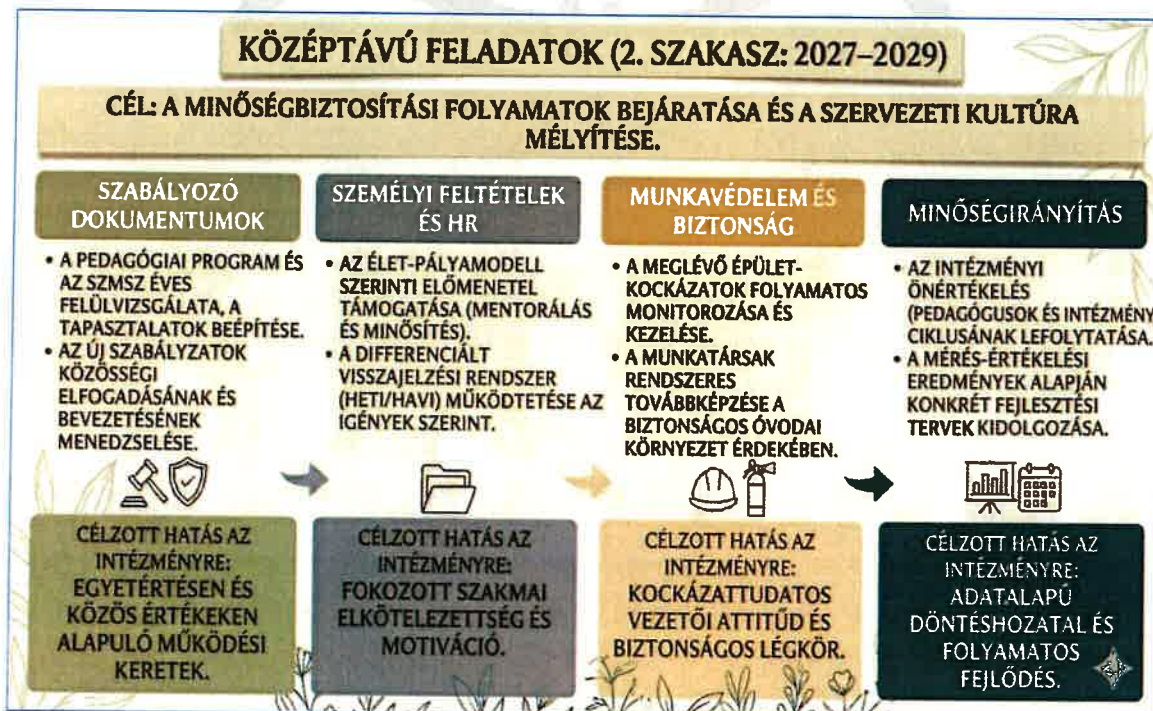 KÖZÉPTÁVÚ FELADATOK (2. SZAKASZ: 2027–2029)
CÉL: A MINŐSÉGBIZTOSÍTÁSI FOLYAMATOK BEJÁRATÁSA ÉS A SZERVEZETI KULTÚRA
MÉLYÍTÉSE.
SZABÁLYOZÓ
DOKUMENTUMOK
• A PEDAGÓGIAI PROGRAM ÉS
AZ SZMSZ ÉVES
FELÜLVIZSGÁLATA, A
TAPASZTALATOK BEÉPÍTÉSE.
• AZ ÚJ SZABÁLYZATOK
KÖZÖSSÉGI
ELFOGADÁSÁNAK ÉS
BEVEZETÉSÉNEK
MENEDZSELÉSE.
CÉLZOTT HATÁS AZ
INTÉZMÉNYRE:
EGYETÉRTÉSEN ÉS
KÖZÖS ÉRTÉKEKEN
ALAPULÓ MŰKÖDÉSI
KERETEK.
SZEMÉLYI FELTÉTELEK
ÉS HR
• AZ ÉLET-PÁLYAMODELL
SZERINTI ELŐMENETEL
TÁMOGATÁSA (MENTORÁLÁS
ÉS MINŐSÍTÉS).
• A DIFFERENCIÁLT
VISSZAJELZÉSI RENDSZER
(HETI/HAVI) MŰKÖDTETÉSE AZ
IGÉNYEK SZERINT.
CÉLZOTT HATÁS AZ
INTÉZMÉNYRE:
FOKOZOTT SZAKMAI
ELKÖTELEZETTSÉG ÉS
MOTIVÁCIÓ.
MUNKAVÉDELEM ÉS
BIZTONSÁG
• A MEGLÉVŐ ÉPÜLET-
KOCKÁZATOK FOLYAMATOS
MONITOROZÁSA ÉS
KEZELÉSE.
• A MUNKATÁRSAK
RENDSZERES
TOVÁBBKÉPZÉSE A
BIZTONSÁGOS ÓVODAI
KÖRNYEZET ÉRDEKÉBEN.
CÉLZOTT HATÁS AZ
INTÉZMÉNYRE:
KOCKÁZATTUDATOS
VEZETŐI ATTITŰD ÉS
BIZTONSÁGOS LÉGKÖR.
MINŐSÉGIRÁNYÍTÁS
• AZ INTÉZMÉNYI
ÖNÉRTÉKELÉS
(PEDAGÓGUSOK ÉS INTÉZMÉNY
CIKLUSÁNAK LEFOLYTATÁSA.
• A MÉRÉS-ÉRTÉKELÉSI
EREDMÉNYEK ALAPJÁN
KONKRÉT FEJLESZTÉSI
TERVEK KIDOLGOZÁSA.
CÉLZOTT HATÁS AZ
INTÉZMÉNYRE:
ADATALAPÚ
DÖNTÉSHOZATAL ÉS
FOLYAMATOS
FEJLŐDÉS.